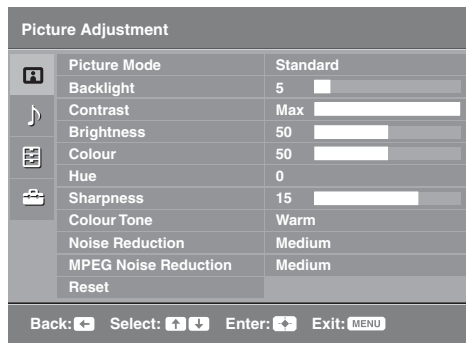 Picture Adjustment
Picture Mode Standard
Backlight 5
Contrast Max
Brightness 50
Colour 50
Hue 0
Sharpness 15
Colour Tone Warm
Noise Reduction Medium
MPEG Noise Reduction Medium
Reset
Back: Select: Enter: Exit: MENU